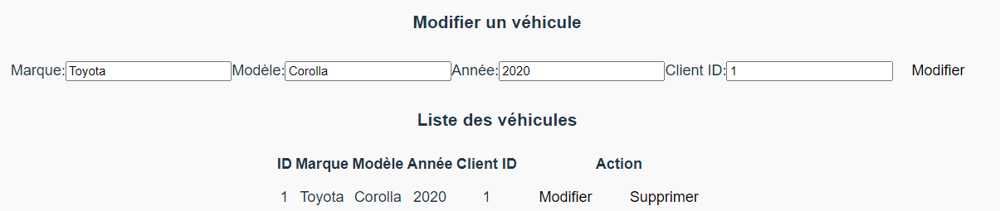 Modifier un véhicule
Marque: Toyota Modèle: Corolla Année: 2020 Client ID: 1 Modifier
Liste des véhicules
ID Marque Modèle Année Client ID Action
1 Toyota Corolla 2020 1 Modifier Supprimer